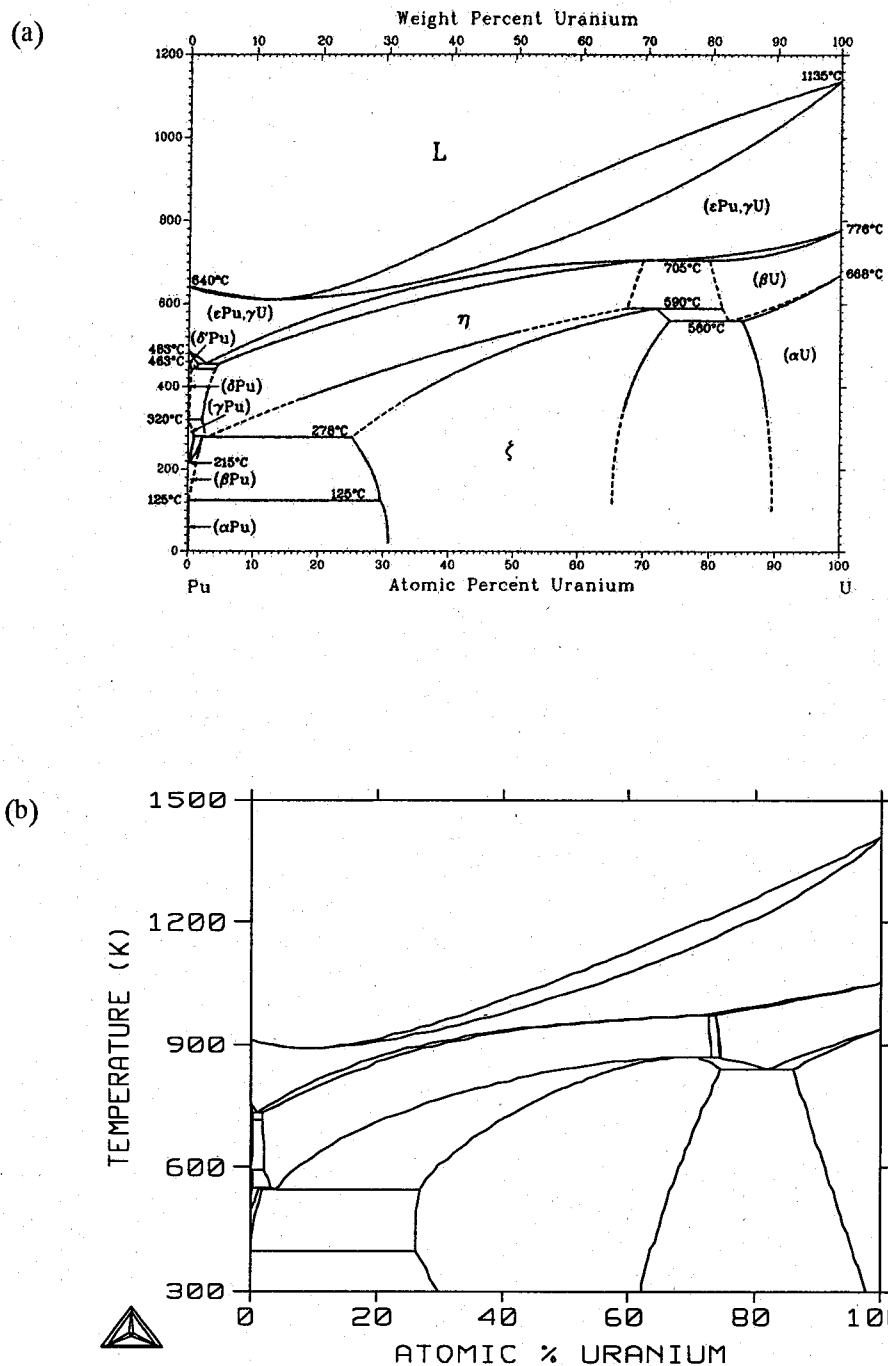 (a)
Weight Percent Uranium
0 10 20 30 40 50 60 70 80 90 100
1200
1135°C
1000
L
(εPu,γU)
800
776°C
705°C
(βU)
668°C
640°C
600
(εPu,γU)
590°C
η
560°C
(δ'Pu)
483°C
463°C
(αU)
400
(δPu)
(γPu)
320°C
278°C
ζ
200
215°C
(βPu)
125°C
125°C
(αPu)
0
0 10 20 30 40 50 60 70 80 90 100
Pu
Atomic Percent Uranium
U
(b)
1500
1200
900
600
300
TEMPERATURE (K)
0 20 40 60 80 10
ATOMIC % URANIUM